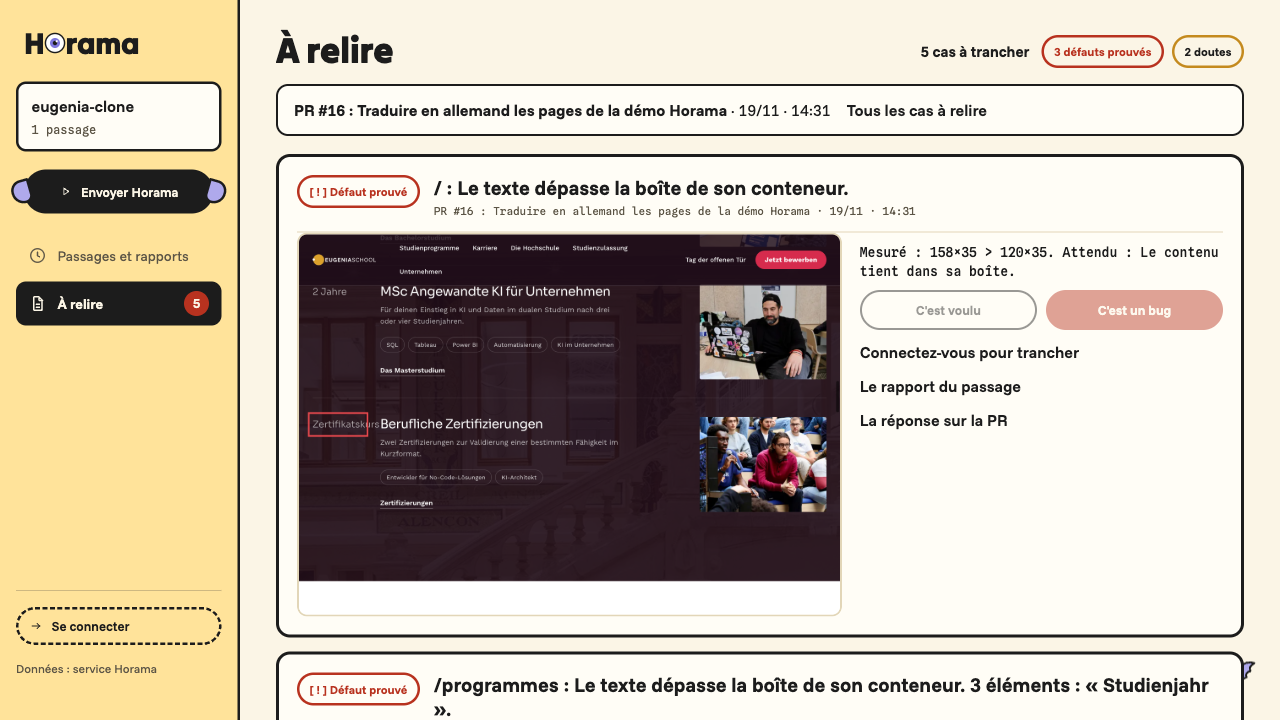 Horama
eugenia-clone
1 passage
Envoyer Horama
Passages et rapports
À relire
5
Se connecter
Données : service Horama
À relire
5 cas à trancher
3 défauts prouvés
2 doutes
PR #16 : Traduire en allemand les pages de la démo Horama · 19/11 · 14:31
Tous les cas à relire
[ ! ] Défaut prouvé
/ : Le texte dépasse la boîte de son conteneur.
PR #16 : Traduire en allemand les pages de la démo Horama · 19/11 · 14:31
Das Bachelorstudium
Studienprogramme
Karriere
Die Hochschule
Studienzulassung
Unternehmen
EUGENIASCHOOL
Tag der offenen Tür
Jetzt bewerben
2 Jahre
MSc Angewandte KI für Unternehmen
Für deinen Einstieg in KI und Daten im dualen Studium nach drei
oder vier Studienjahren.
SQL
Tableau
Power BI
Automatisierung
KI im Unternehmen
Das Masterstudium
Zertifikatskurs
Berufliche Zertifizierungen
Zwei Zertifizierungen zur Validierung einer bestimmten Fähigkeit im
Kurzformat.
Entwickler für No-Code-Lösungen
KI-Architekt
Zertifizierungen
ALENCON
Mesuré : 158×35 > 120×35. Attendu : Le contenu
tient dans sa boîte.
C'est voulu
C'est un bug
Connectez-vous pour trancher
Le rapport du passage
La réponse sur la PR
[ ! ] Défaut prouvé
/programmes : Le texte dépasse la boîte de son conteneur. 3 éléments : « Studienjahr
».